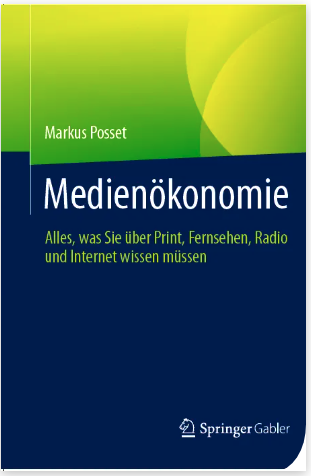 Markus Posset
Medienökonomie
Alles, was Sie über Print, Fernsehen, Radio
und Internet wissen müssen
Springer Gabler